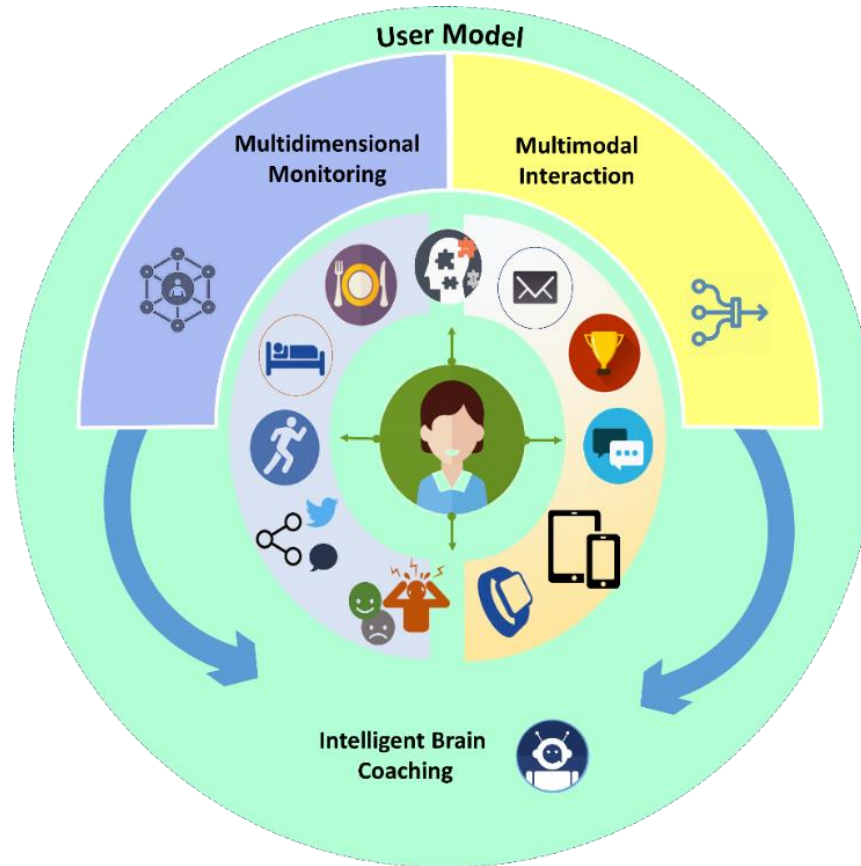 User Model
Multidimensional
Monitoring
Multimodal
Interaction
Intelligent Brain
Coaching